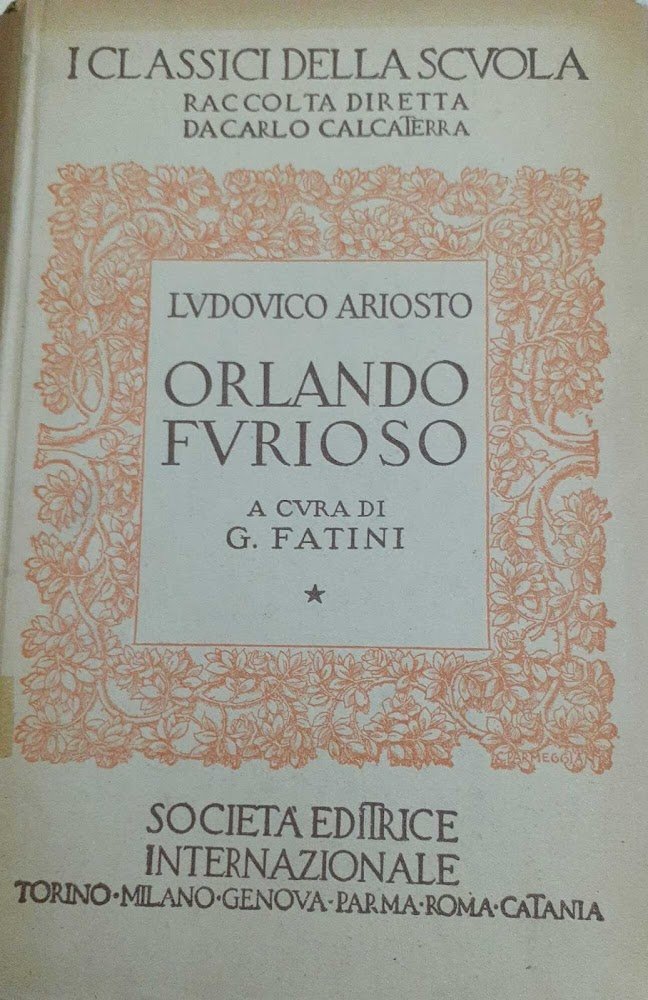 I CLASSICI DELLA SCVOLA
RACCOLTA DIRETTA
DA CARLO CALCATERRA
LVDOVICO ARIOSTO
ORLANDO
FVRIOSO
A CVRA DI
G. FATINI
C. PARMEGGIANI
SOCIETÀ EDITRICE
INTERNAZIONALE
TORINO·MILANO·GENOVA·PARMA·ROMA·CATANIA